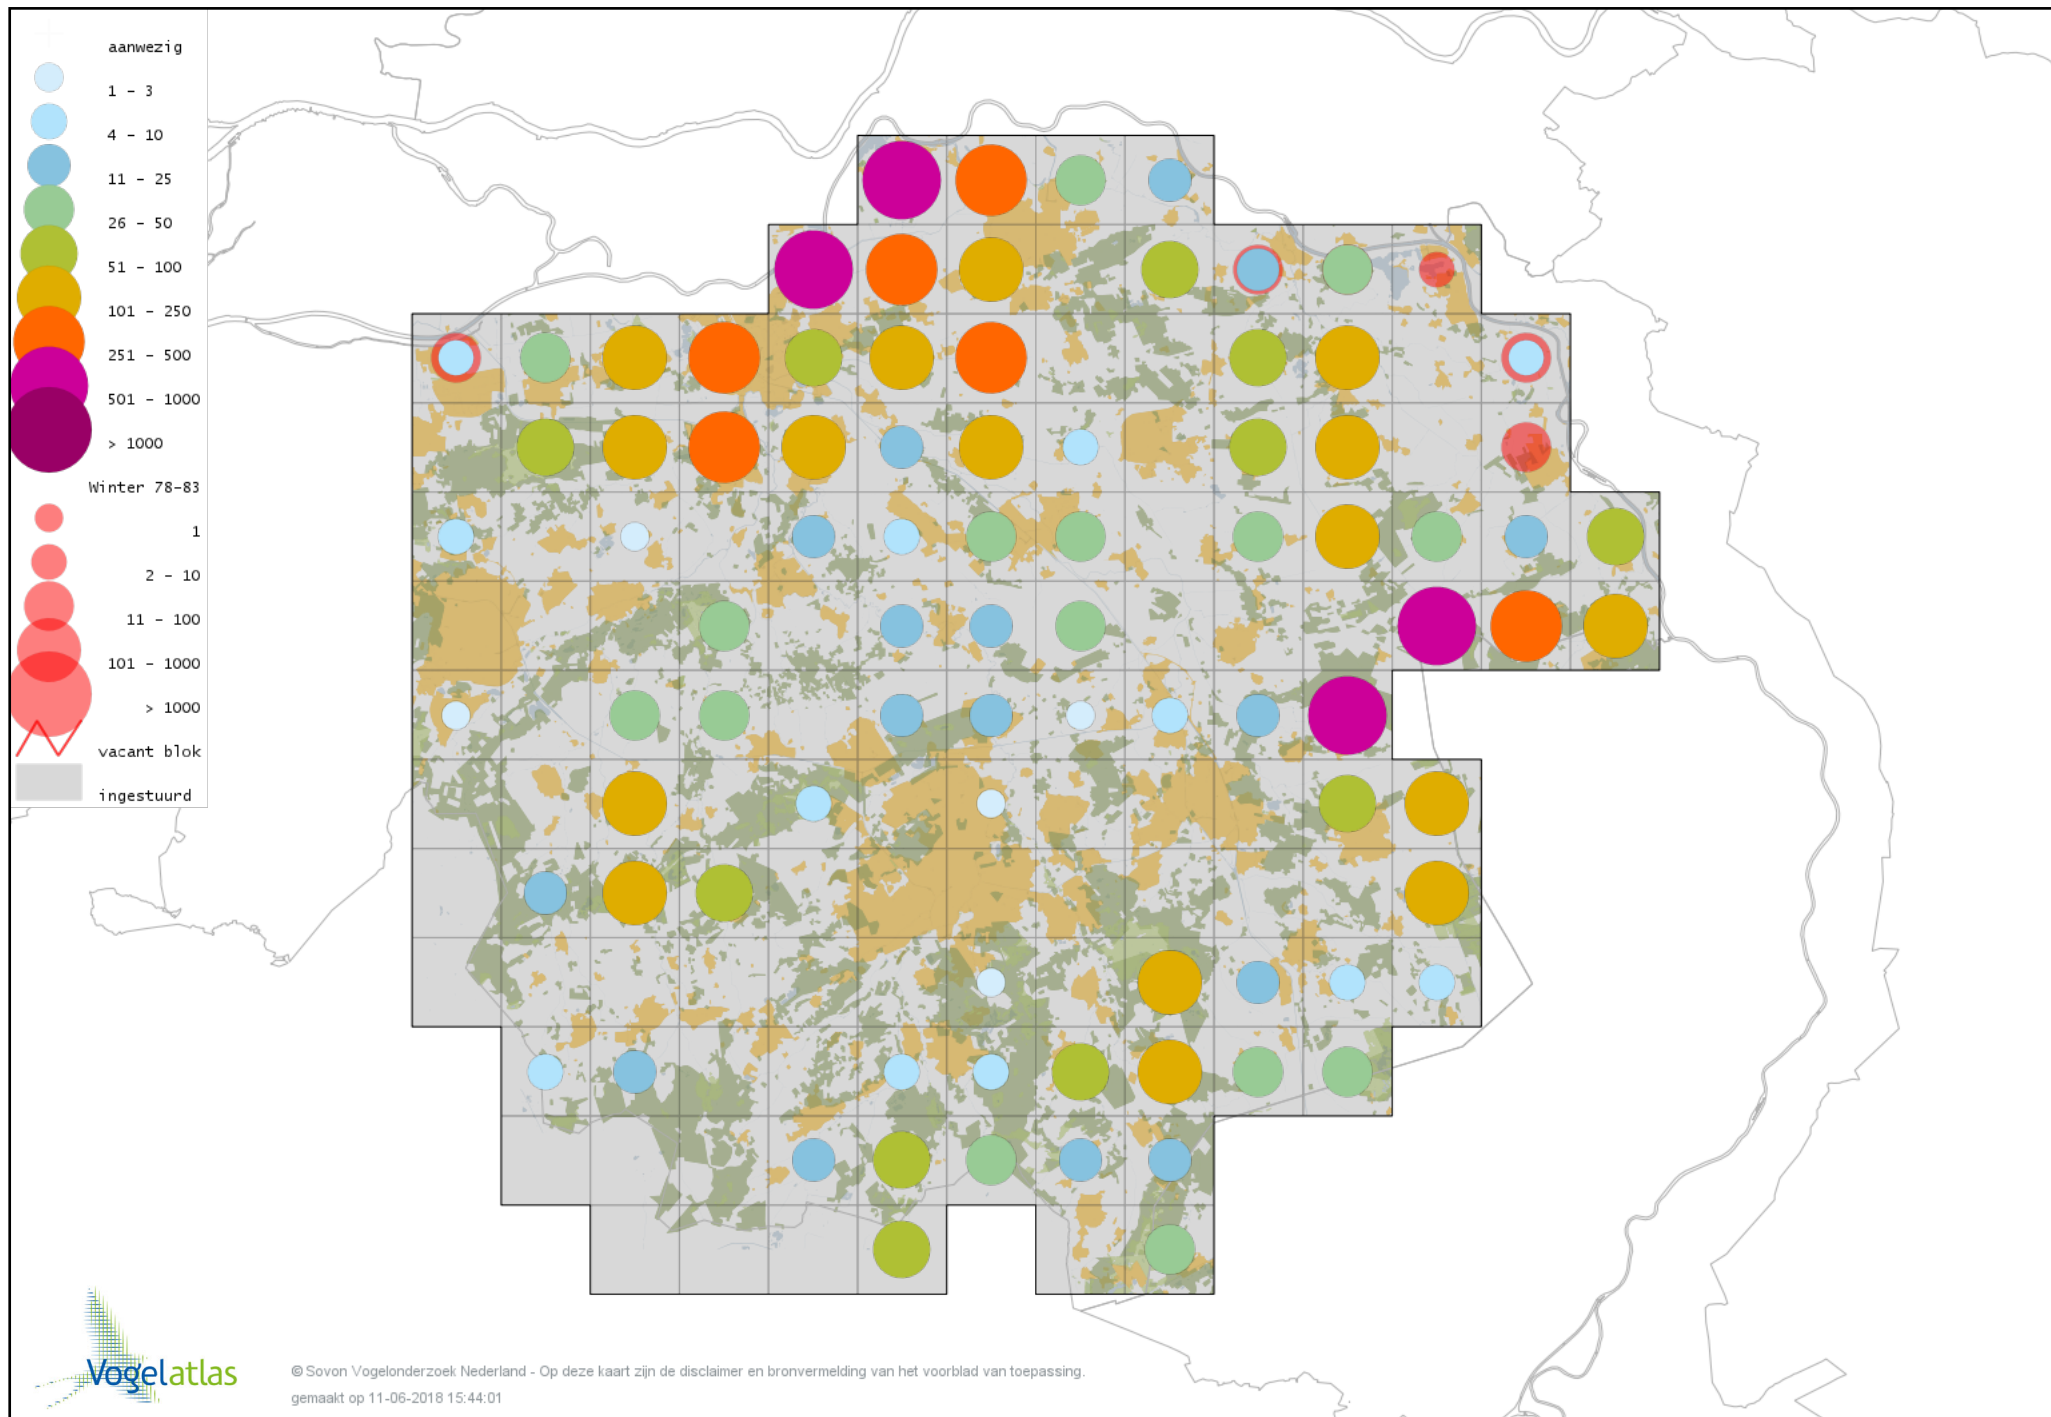 aanwezig
1 - 3
4 - 10
11 - 25
26 - 50
51 - 100
101 - 250
251 - 500
501 - 1000
> 1000
Winter 78-83
1
2 - 10
11 - 100
101 - 1000
> 1000
vacant blok
ingestuurd
Vogelatlas
© Sovon Vogelonderzoek Nederland - Op deze kaart zijn de disclaimer en bronvermelding van het voorblad van toepassing.
gemaakt op 11-06-2018 15:44:01